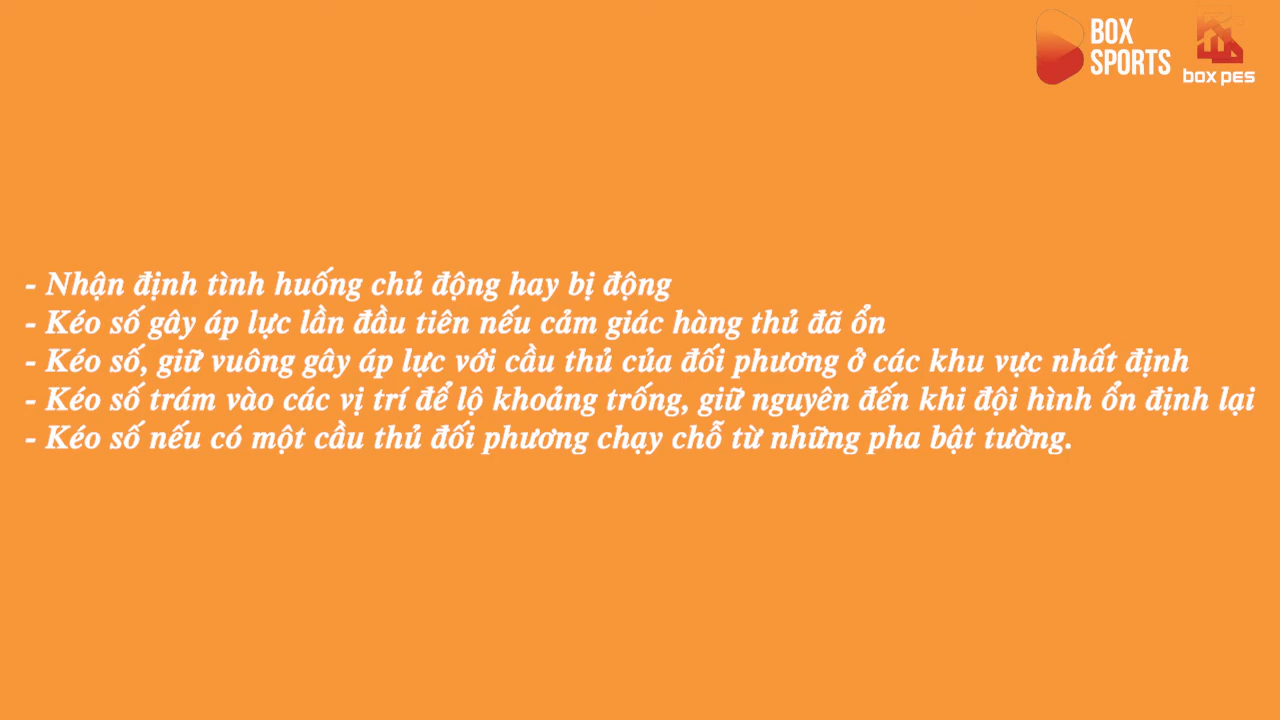 BOX
SPORTS
box pes
- Nhận định tình huống chủ động hay bị động
- Kéo số gây áp lực lần đầu tiên nếu cảm giác hàng thủ đã ổn
- Kéo số, giữ vuông gây áp lực với cầu thủ của đối phương ở các khu vực nhất định
- Kéo số trám vào các vị trí để lộ khoảng trống, giữ nguyên đến khi đội hình ổn định lại
- Kéo số nếu có một cầu thủ đối phương chạy chỗ từ những pha bật tường.